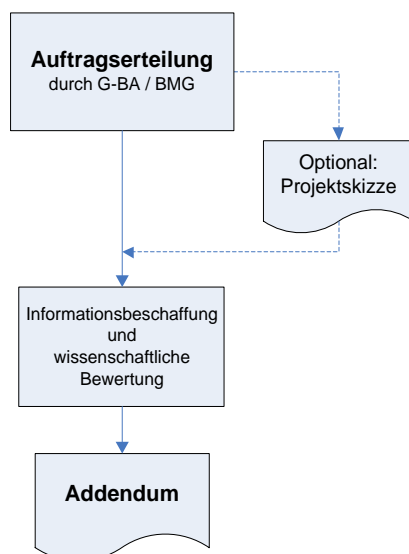 Auftragserteilung
durch G-BA / BMG
Optional:
Projektskizze
Informationsbeschaffung
und
wissenschaftliche
Bewertung
Addendum